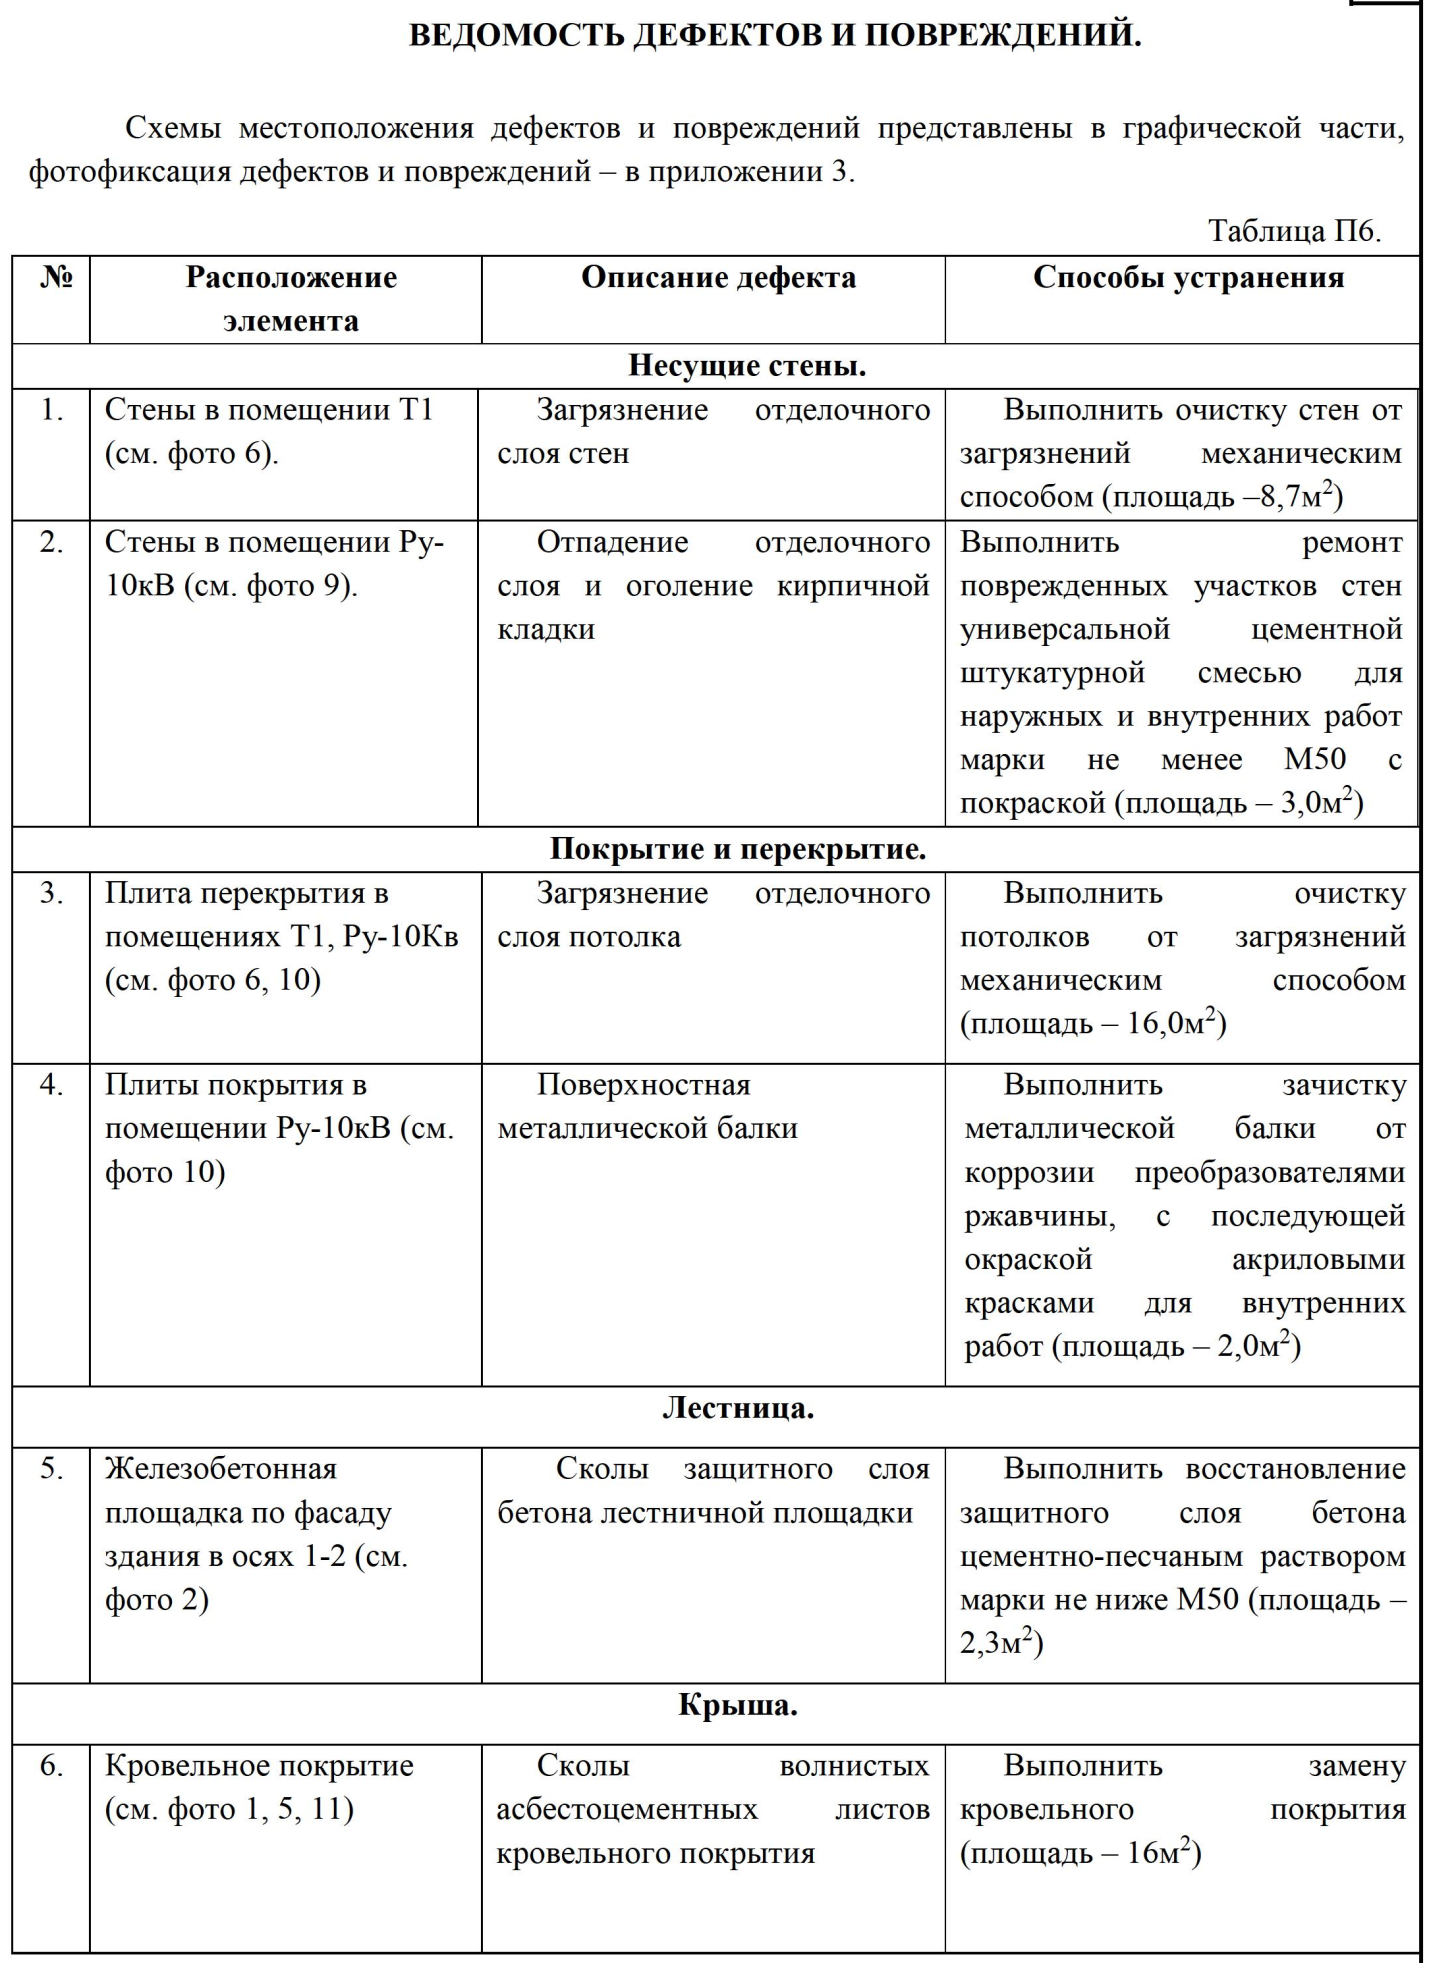 ВЕДОМОСТЬ ДЕФЕКТОВ И ПОВРЕЖДЕНИЙ.
Схемы местоположения дефектов и повреждений представлены в графической части,
фотофиксация дефектов и повреждений – в приложении 3.
Таблица П6.
№
Расположение
элемента
Описание дефекта
Способы устранения
Несущие стены.
1.
Стены в помещении Т1
(см. фото 6).
Загрязнение отделочного
слоя стен
Выполнить очистку стен от
загрязнений механическим
способом (площадь –8,7м²)
2.
Стены в помещении Ру-
10кВ (см. фото 9).
Отпадение отделочного
слоя и оголение кирпичной
кладки
Выполнить ремонт
поврежденных участков стен
универсальной цементной
штукатурной смесью для
наружных и внутренних работ
марки не менее М50 с
покраской (площадь – 3,0м²)
Покрытие и перекрытие.
3.
Плита перекрытия в
помещениях Т1, Ру-10Кв
(см. фото 6, 10)
Загрязнение отделочного
слоя потолка
Выполнить очистку
потолков от загрязнений
механическим способом
(площадь – 16,0м²)
4.
Плиты покрытия в
помещении Ру-10кВ (см.
фото 10)
Поверхностная
металлической балки
Выполнить зачистку
металлической балки от
коррозии преобразователями
ржавчины, с последующей
окраской акриловыми
красками для внутренних
работ (площадь – 2,0м²)
Лестница.
5.
Железобетонная
площадка по фасаду
здания в осях 1-2 (см.
фото 2)
Сколы защитного слоя
бетона лестничной площадки
Выполнить восстановление
защитного слоя бетона
цементно-песчаным раствором
марки не ниже М50 (площадь –
2,3м²)
Крыша.
6.
Кровельное покрытие
(см. фото 1, 5, 11)
Сколы волнистых
асбестоцементных листов
кровельного покрытия
Выполнить замену
кровельного покрытия
(площадь – 16м²)